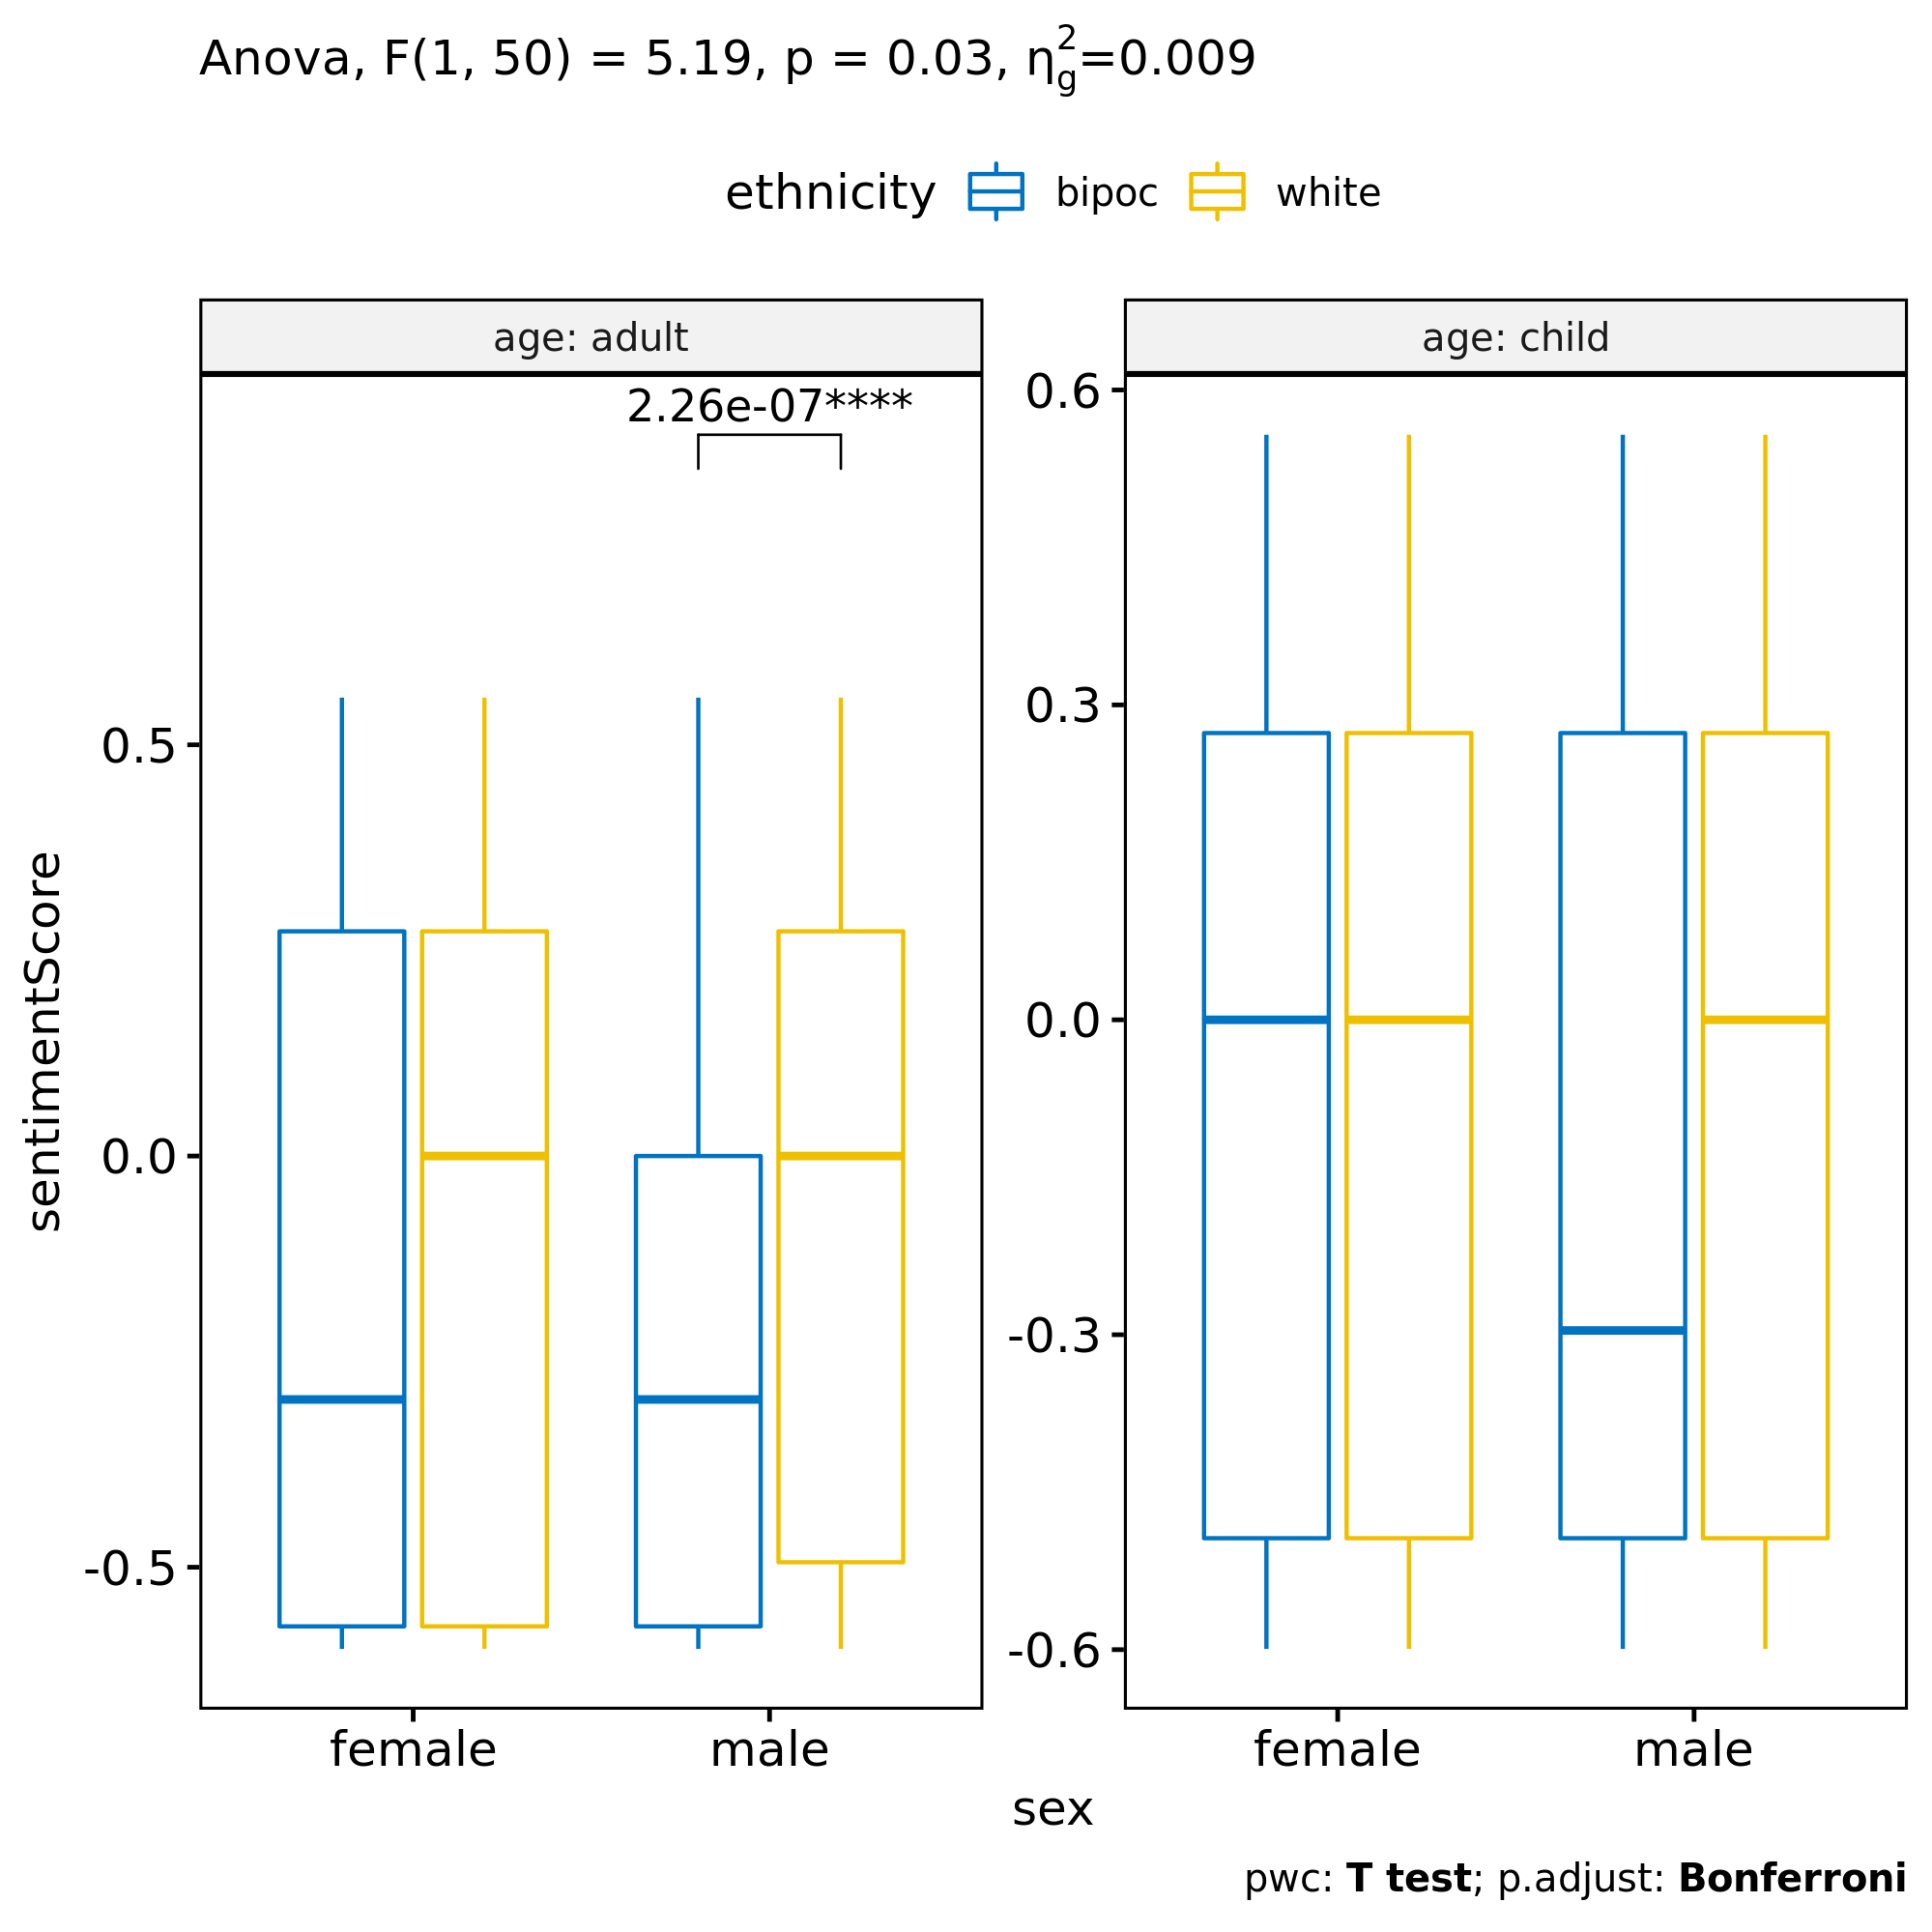 Anova, F(1, 50) = 5.19, p = 0.03, η²g=0.009
ethnicity bipoc white
age: adult
age: child
2.26e-07****
sentimentScore
0.5
0.0
-0.5
0.6
0.3
0.0
-0.3
-0.6
female male
female male
sex
pwc: T test; p.adjust: Bonferroni